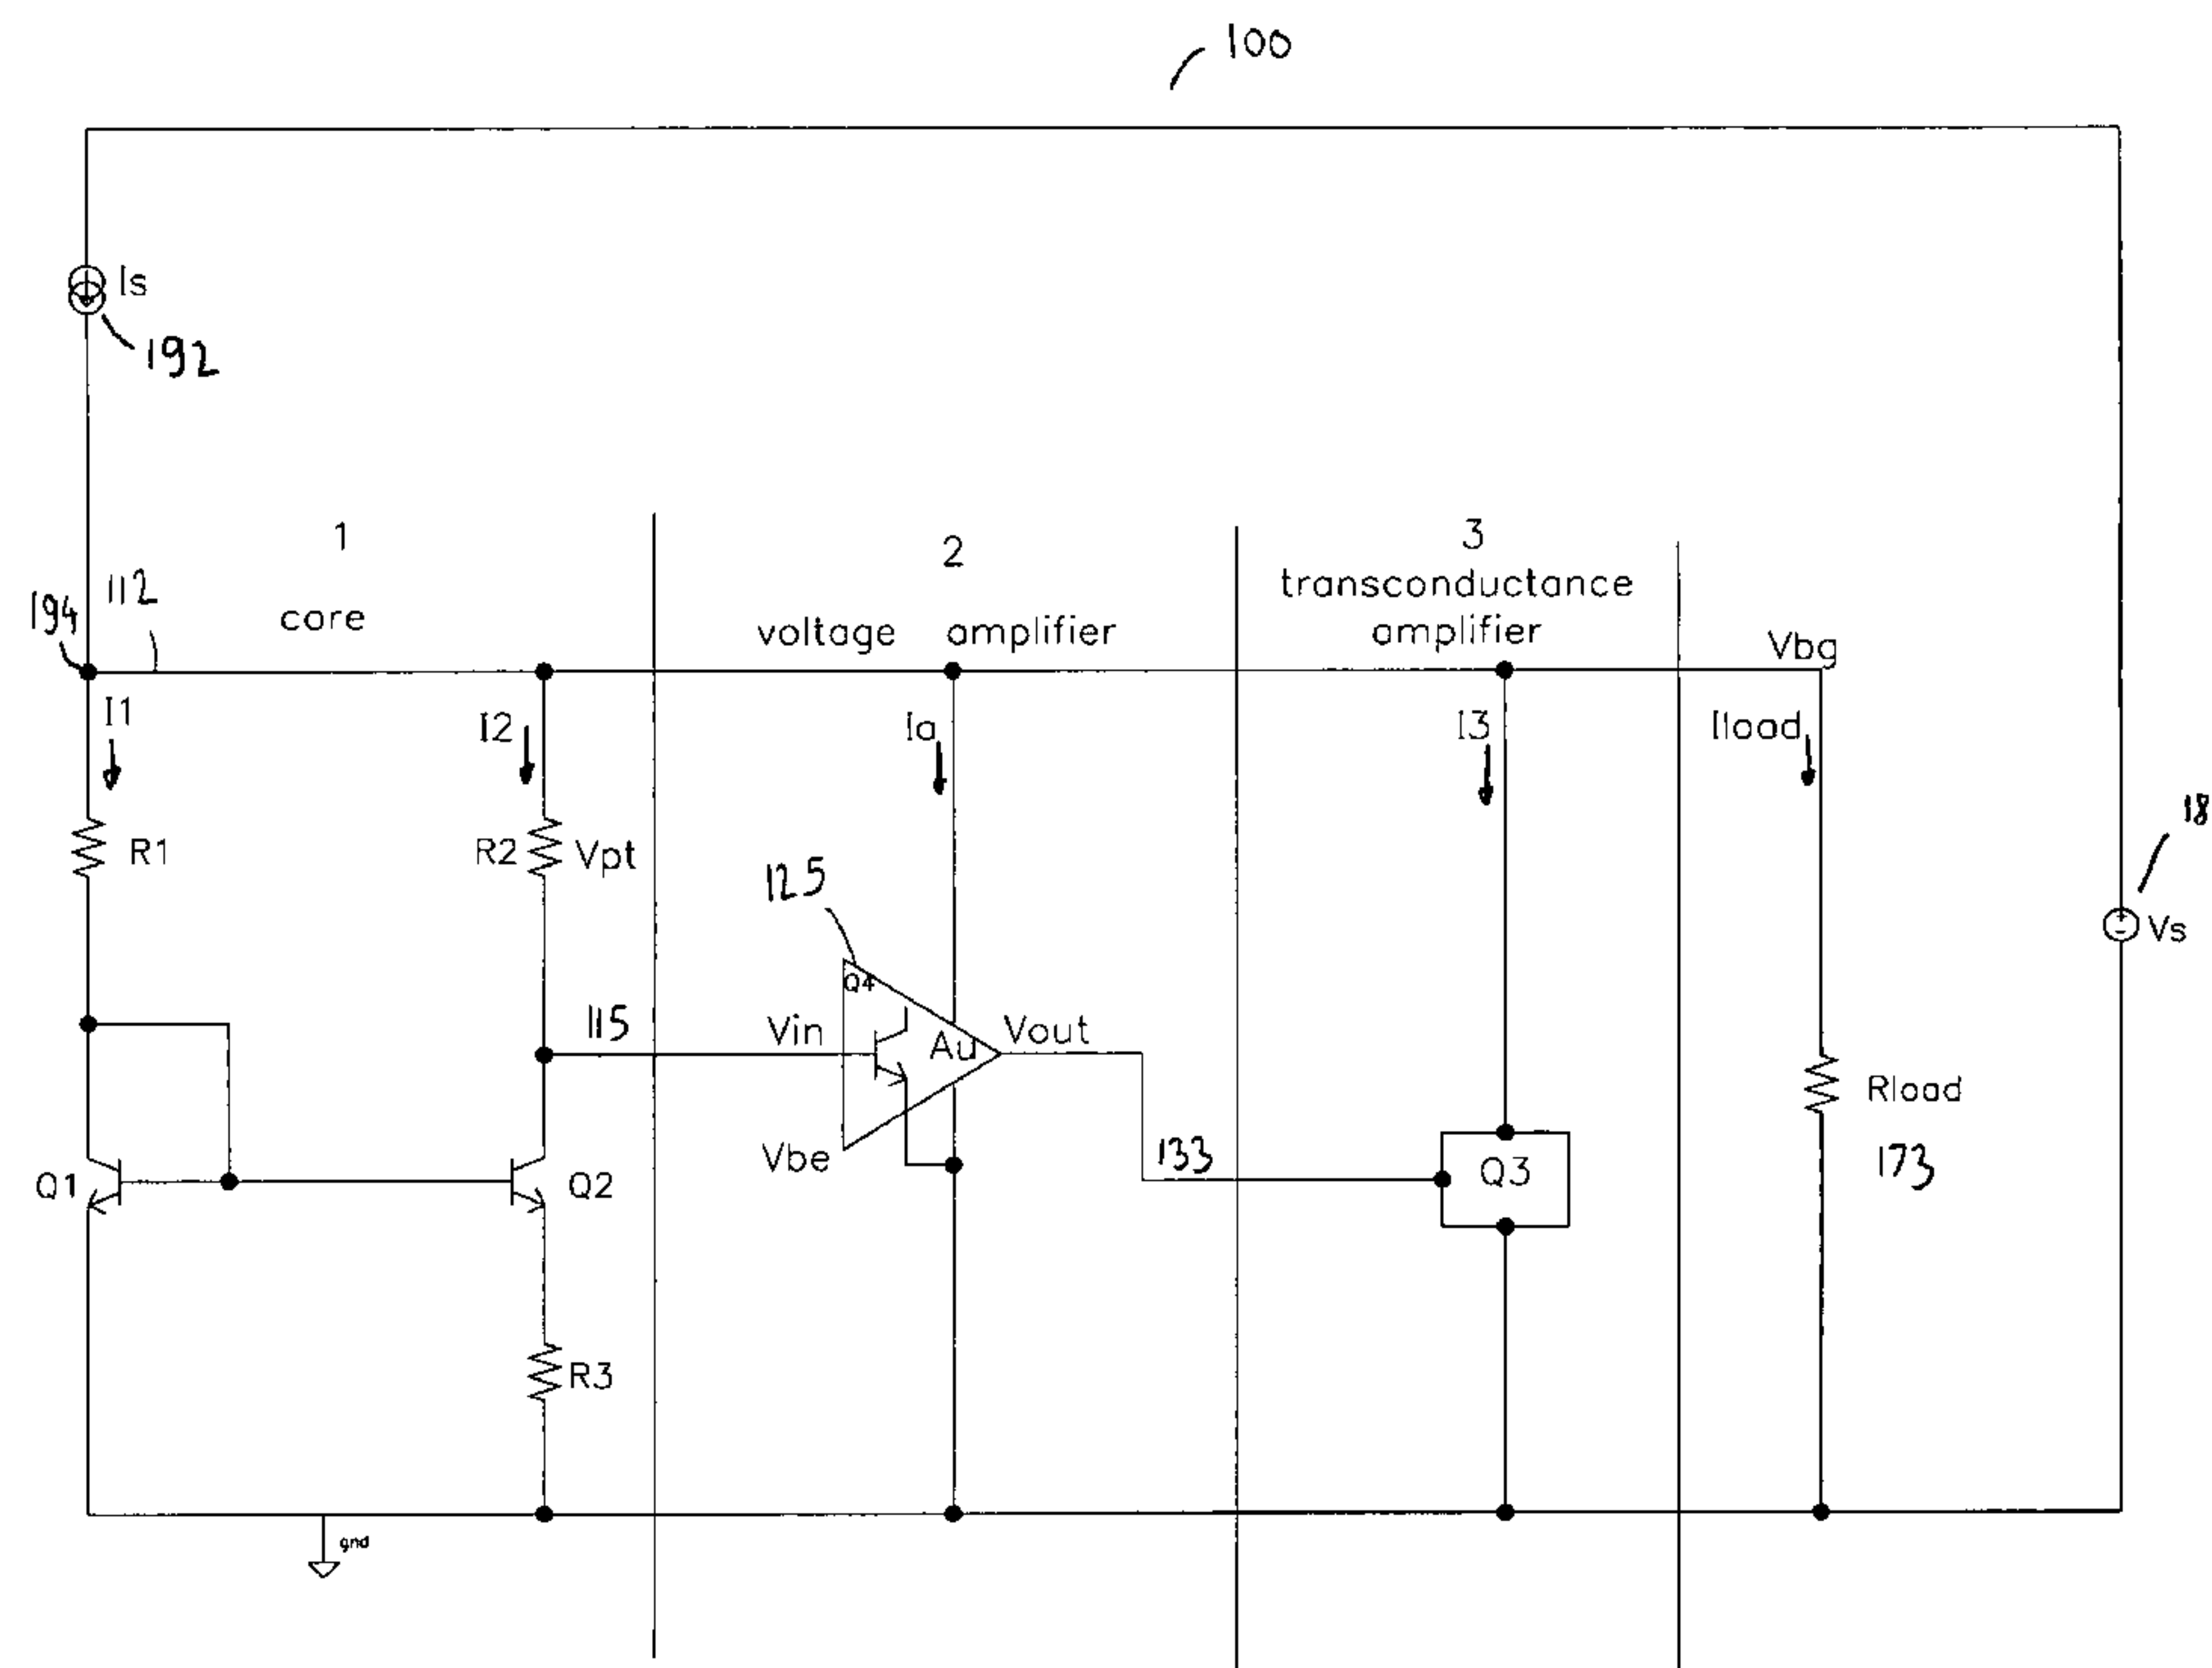 100
Is
192
1
2
3
transconductance
amplifier
194
112
core
voltage amplifier
Vbg
I1
I2
Ia
I3
Iload
18
R1
R2
Vpt
125
Vs
Q4
115
Vin
Au
Vout
Rload
Vbe
133
173
Q1
Q2
Q3
R3
gnd